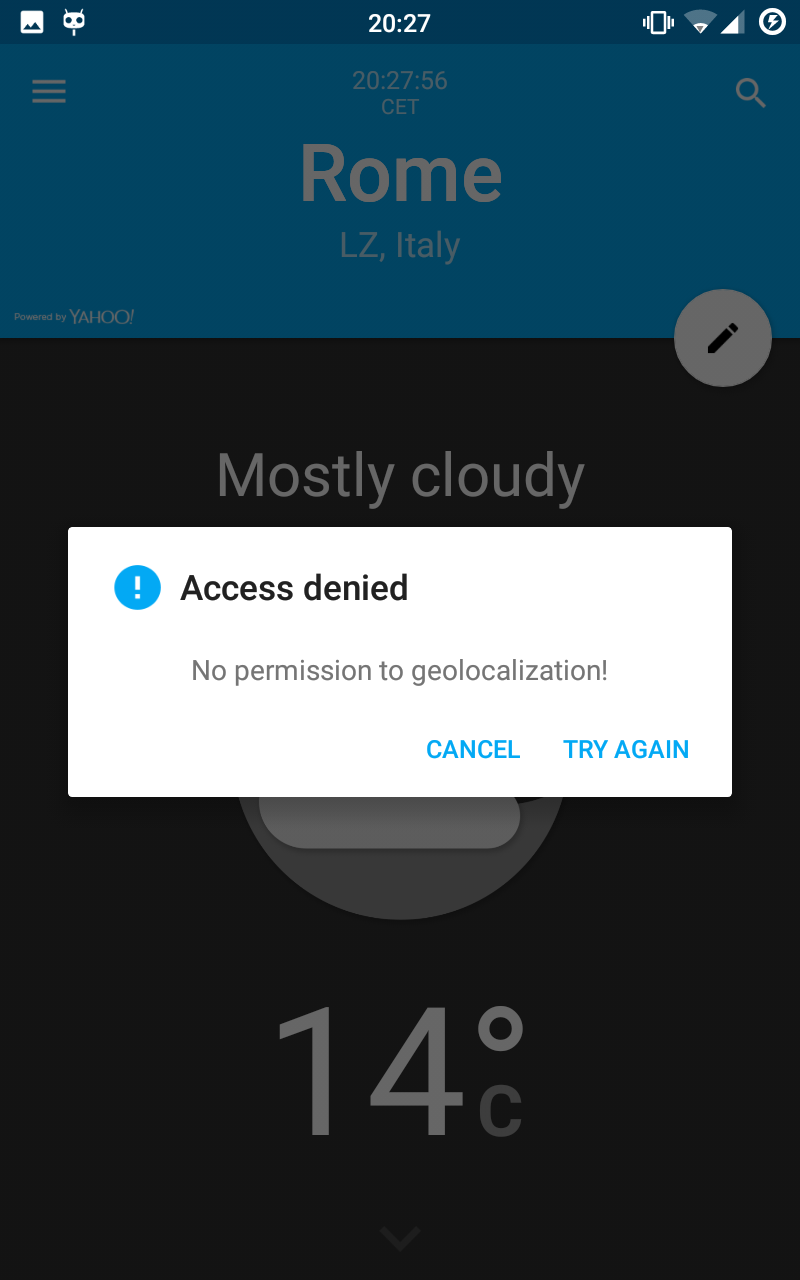 20:27
20:27:56
CET
Rome
LZ, Italy
Powered by YAHOO!
Mostly cloudy
Access denied
No permission to geolocalization!
CANCEL TRY AGAIN
14°
C